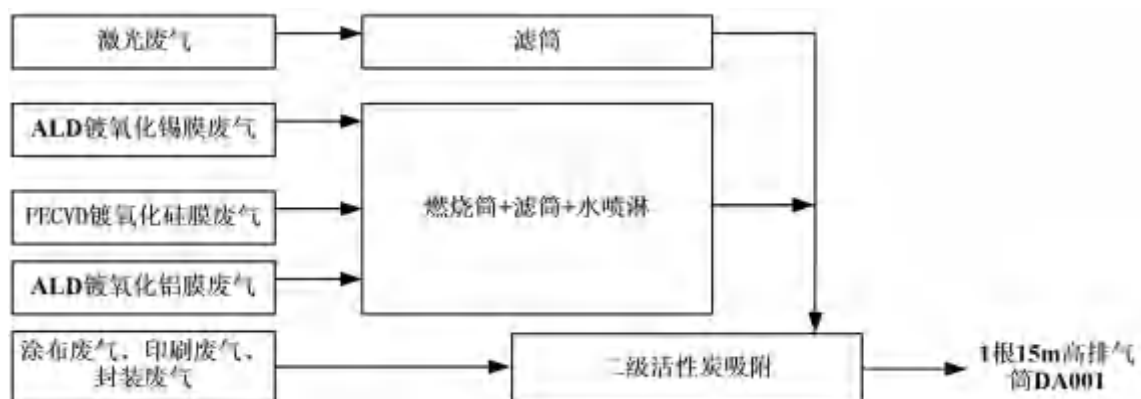 激光废气
滤筒
ALD镀氧化锡膜废气
PECVD镀氧化硅膜废气
燃烧筒+滤筒+水喷淋
ALD镀氧化铝膜废气
涂布废气、印刷废气、
封装废气
二级活性炭吸附
1根15m高排气
筒DA001